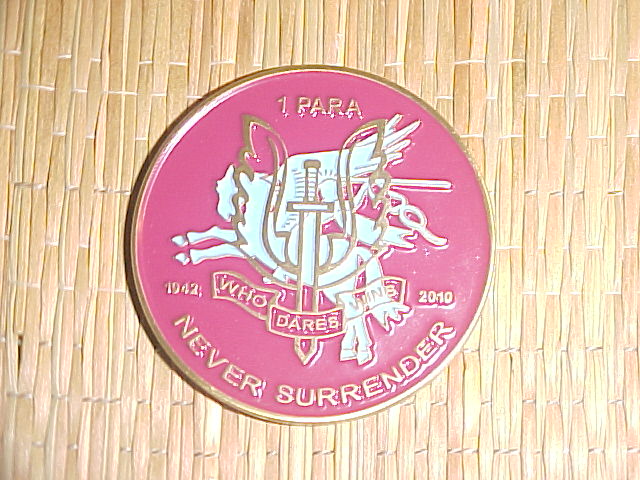 1 PARA
1942
WHO DARES WINS
2010
NEVER SURRENDER